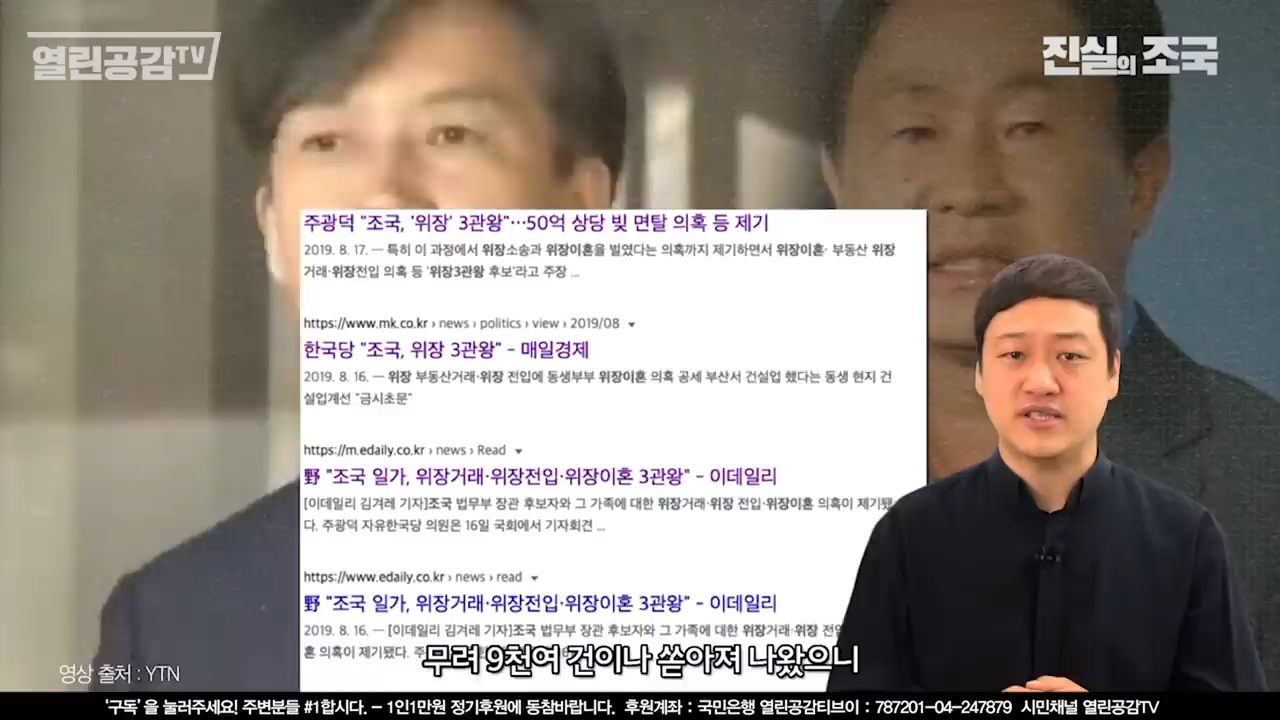 열린공감TV
진실의 조국
주광덕 "조국, '위장' 3관왕"…50억 상당 빚 면탈 의혹 등 제기
2019. 8. 17. — 특히 이 과정에서 위장소송과 위장이혼을 벌였다는 의혹까지 제기하면서 위장이혼· 부동산 위장
거래·위장전입 의혹 등 '위장3관왕 후보'라고 주장 ...
https://www.mk.co.kr › news › politics › view › 2019/08
한국당 "조국, 위장 3관왕" - 매일경제
2019. 8. 16. — 위장 부동산거래·위장 전입에 동생부부 위장이혼 의혹 공세 부산서 건설업 했다는 동생 현지 건
설업계선 "금시초문"
https://m.edaily.co.kr › news › Read
野 "조국 일가, 위장거래·위장전입·위장이혼 3관왕" - 이데일리
[이데일리 김겨레 기자]조국 법무부 장관 후보자와 그 가족에 대한 위장거래·위장 전입·위장이혼 의혹이 제기됐
다. 주광덕 자유한국당 의원은 16일 국회에서 기자회견 ...
https://www.edaily.co.kr › news › read
野 "조국 일가, 위장거래·위장전입·위장이혼 3관왕" - 이데일리
2019. 8. 16. — [이데일리 김겨레 기자]조국 법무부 장관 후보자와 그 가족에 대한 위장거래·위장 전입
혼 의혹이 제기됐다.
무려 9천여 건이나 쏟아져 나왔으니
영상 출처 : YTN
'구독' 을 눌러주세요! 주변분들 #1합시다. – 1인1만원 정기후원에 동참바랍니다. 후원계좌 : 국민은행 열린공감티브이 : 787201-04-247879 시민채널 열린공감TV